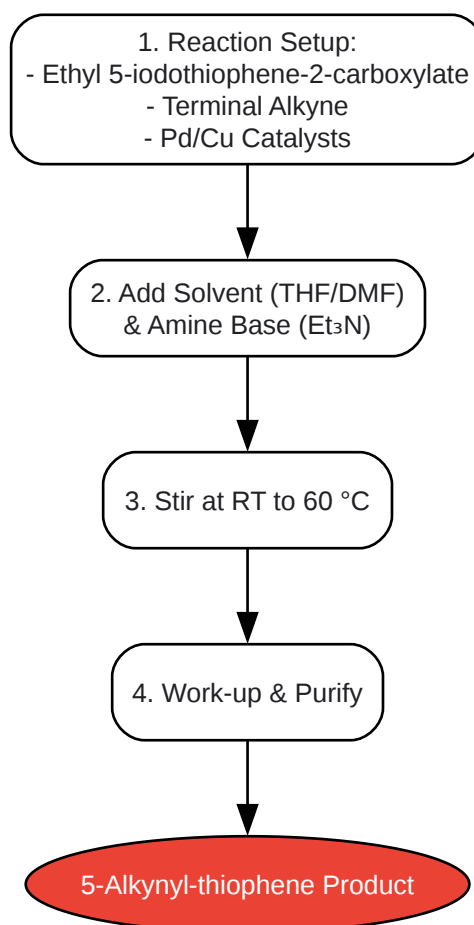 1. Reaction Setup:
- Ethyl 5-iodothiophene-2-carboxylate
- Terminal Alkyne
- Pd/Cu Catalysts
2. Add Solvent (THF/DMF)
& Amine Base (Et₃N)
3. Stir at RT to 60 °C
4. Work-up & Purify
5-Alkynyl-thiophene Product